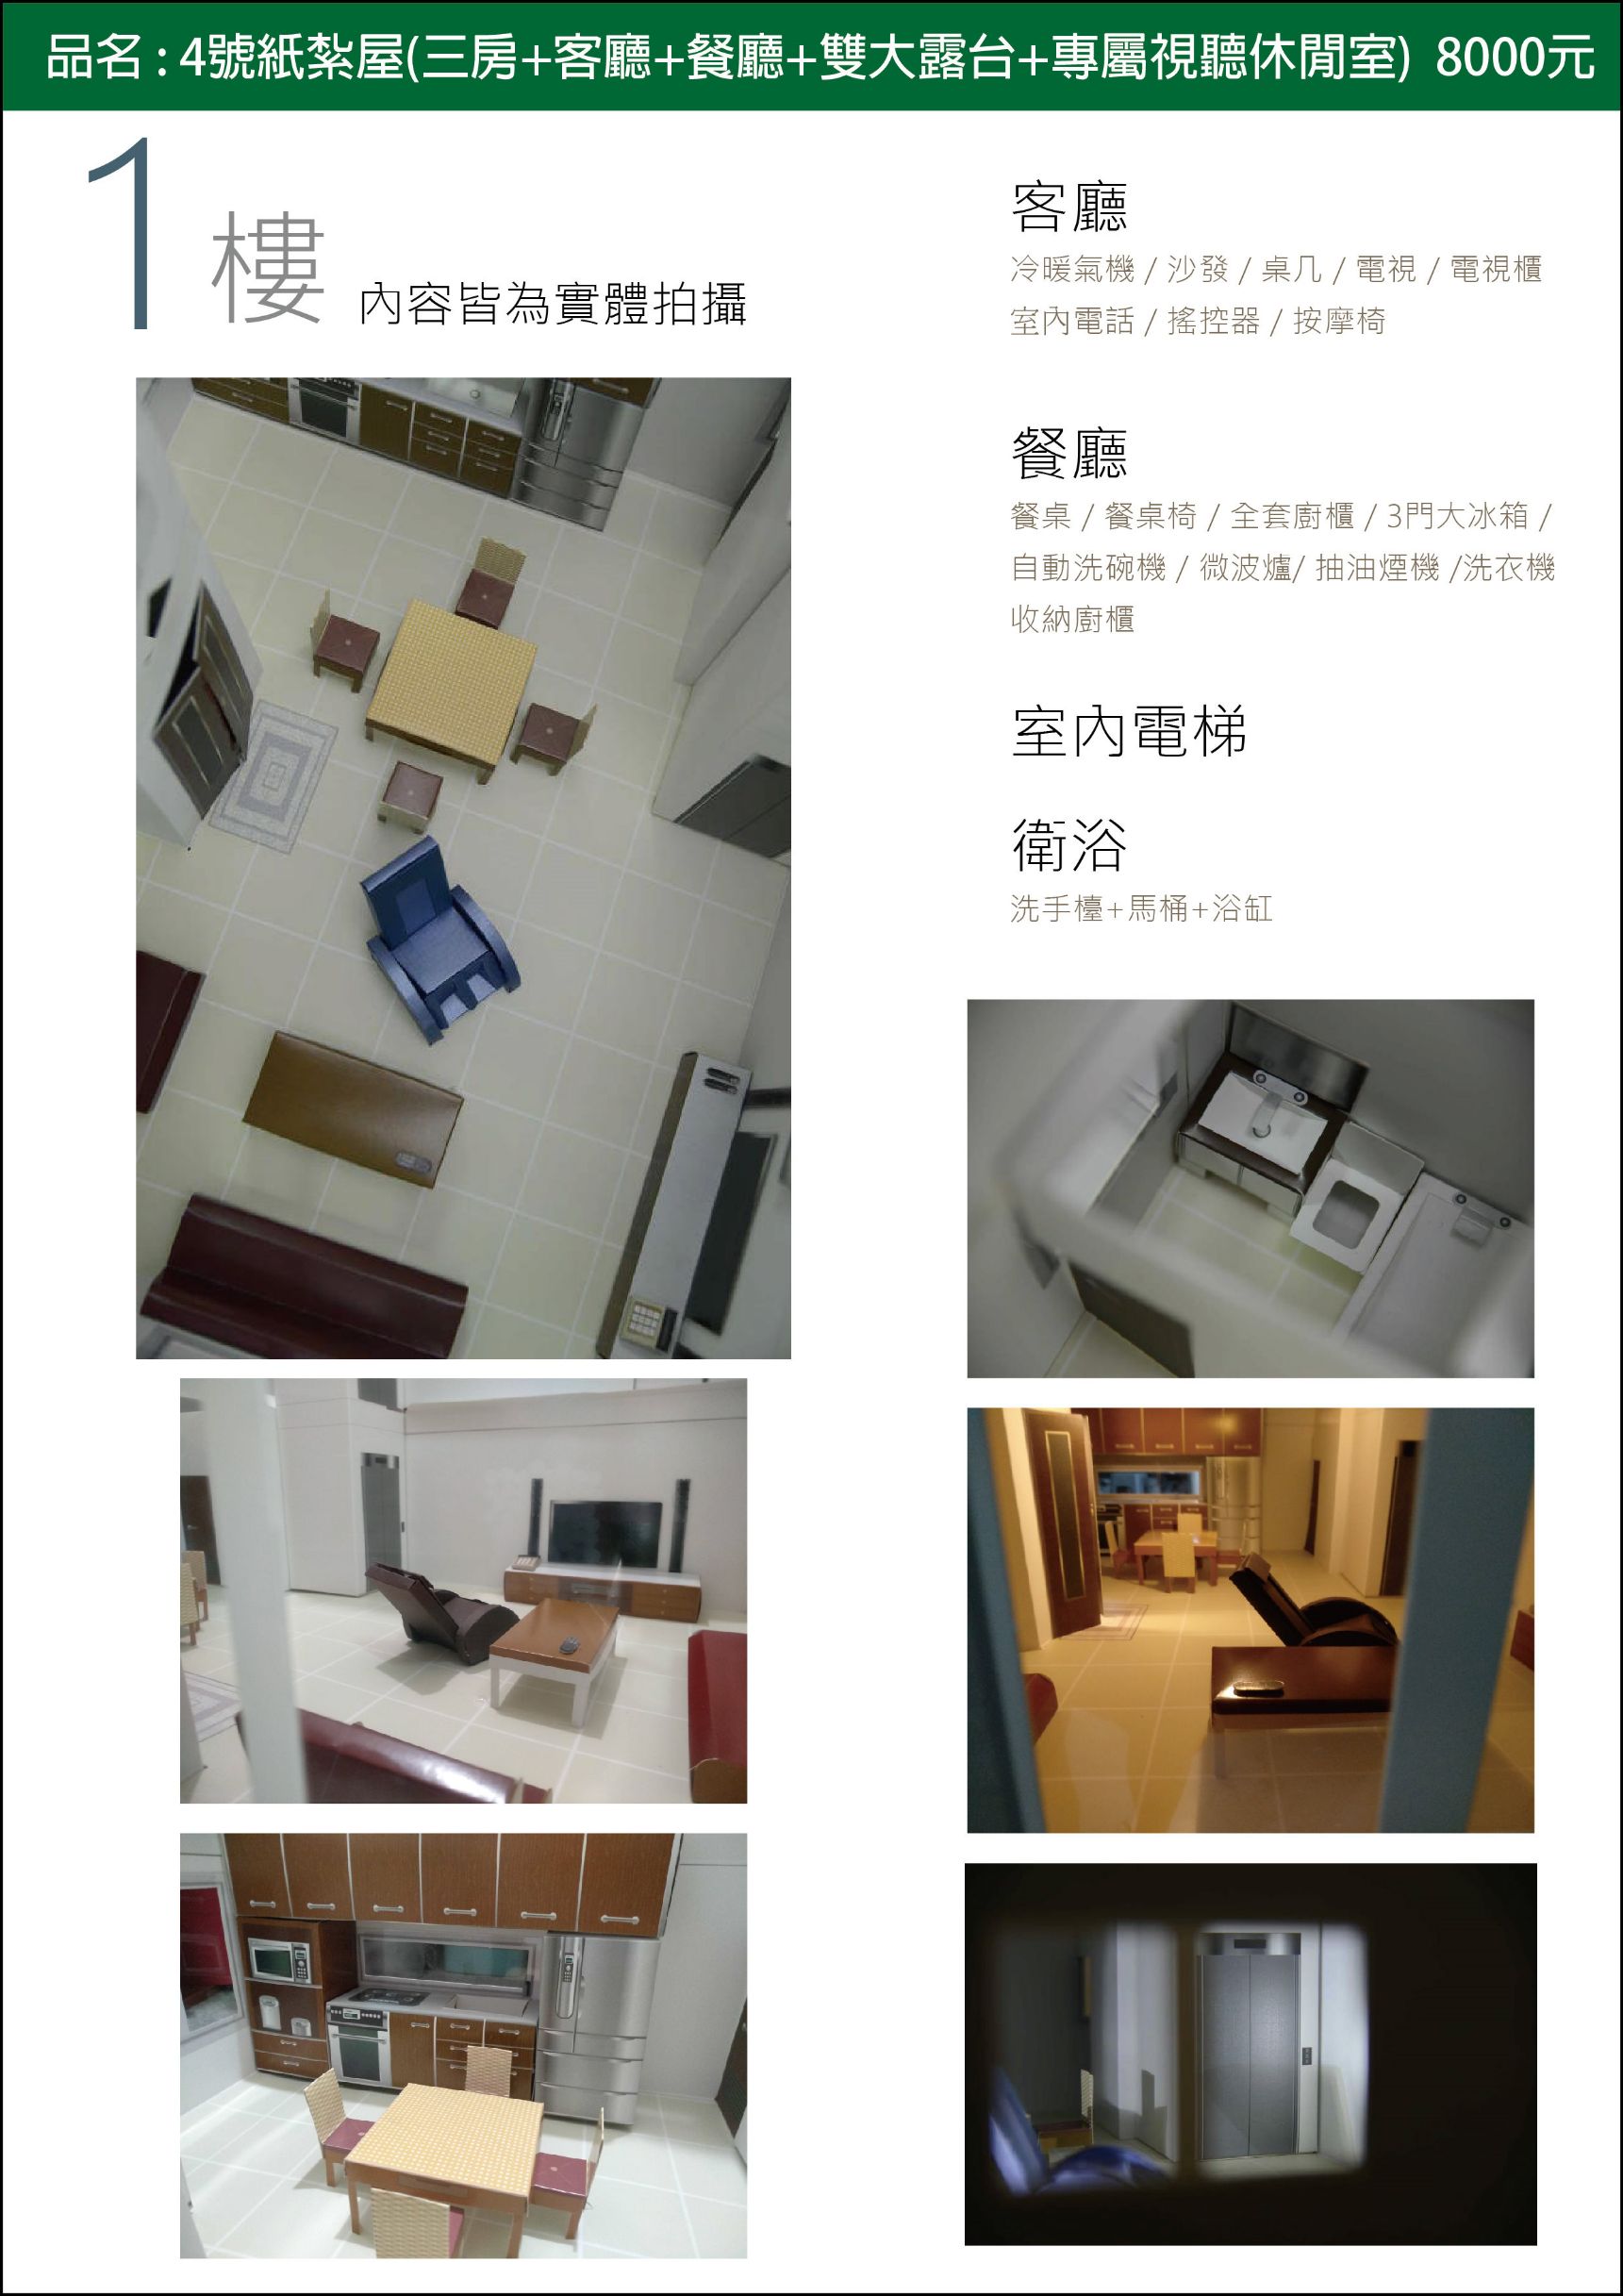 品名 : 4號紙紮屋(三房+客廳+餐廳+雙大露台+專屬視聽休閒室) 8000元
1樓 內容皆為實體拍攝
客廳
冷暖氣機 / 沙發 / 桌几 / 電視 / 電視櫃
室內電話 / 搖控器 / 按摩椅
餐廳
餐桌 / 餐桌椅 / 全套廚櫃 / 3門大冰箱 /
自動洗碗機 / 微波爐/ 抽油煙機 /洗衣機
收納廚櫃
室內電梯
衛浴
洗手檯+馬桶+浴缸